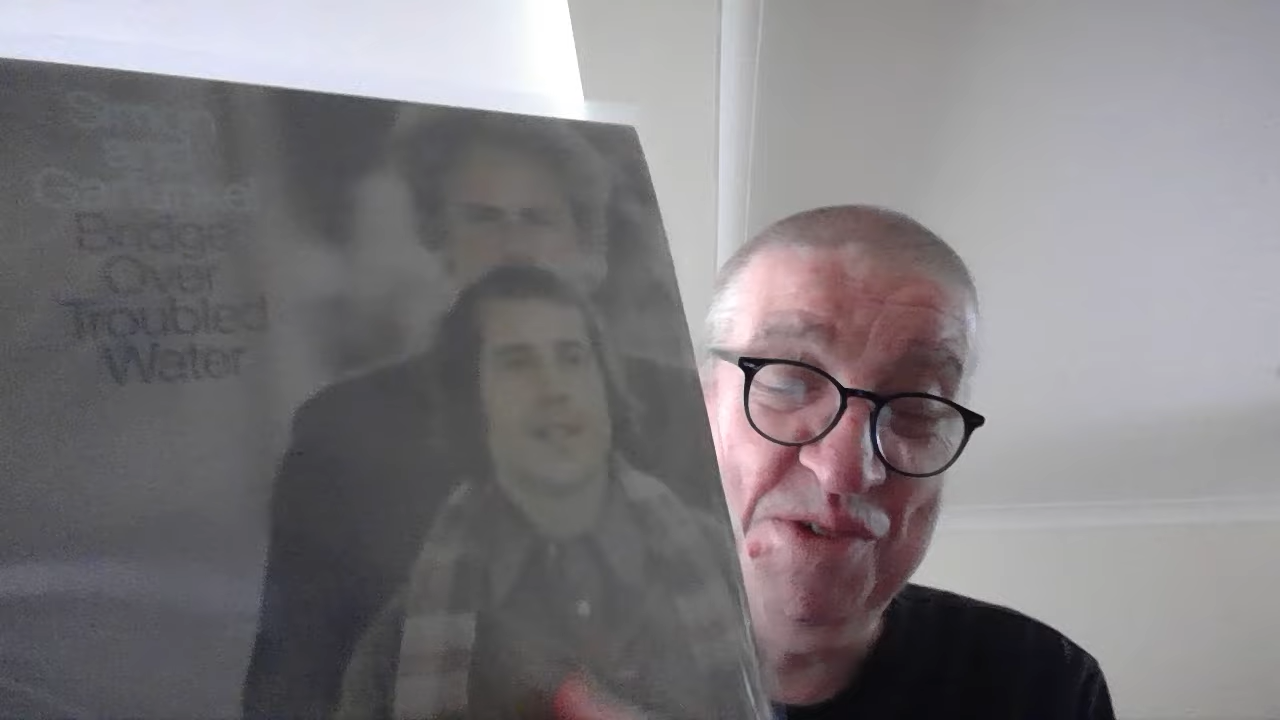 Simon
and
Garfunkel
Bridge
Over
Troubled
Water